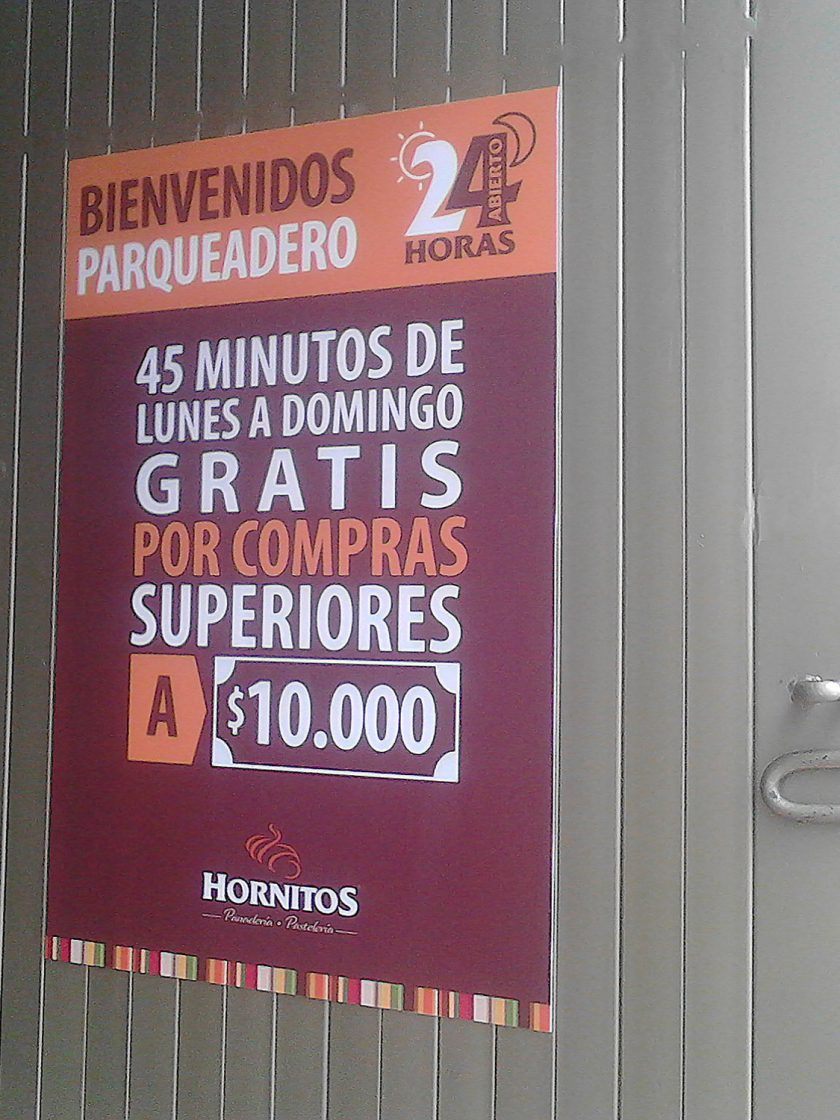 BIENVENIDOS
PARQUEADERO
24
ABIERTO
HORAS
45 MINUTOS DE
LUNES A DOMINGO
GRATIS
POR COMPRAS
SUPERIORES
A $10.000
HORNITOS
Panadería • Pastelería